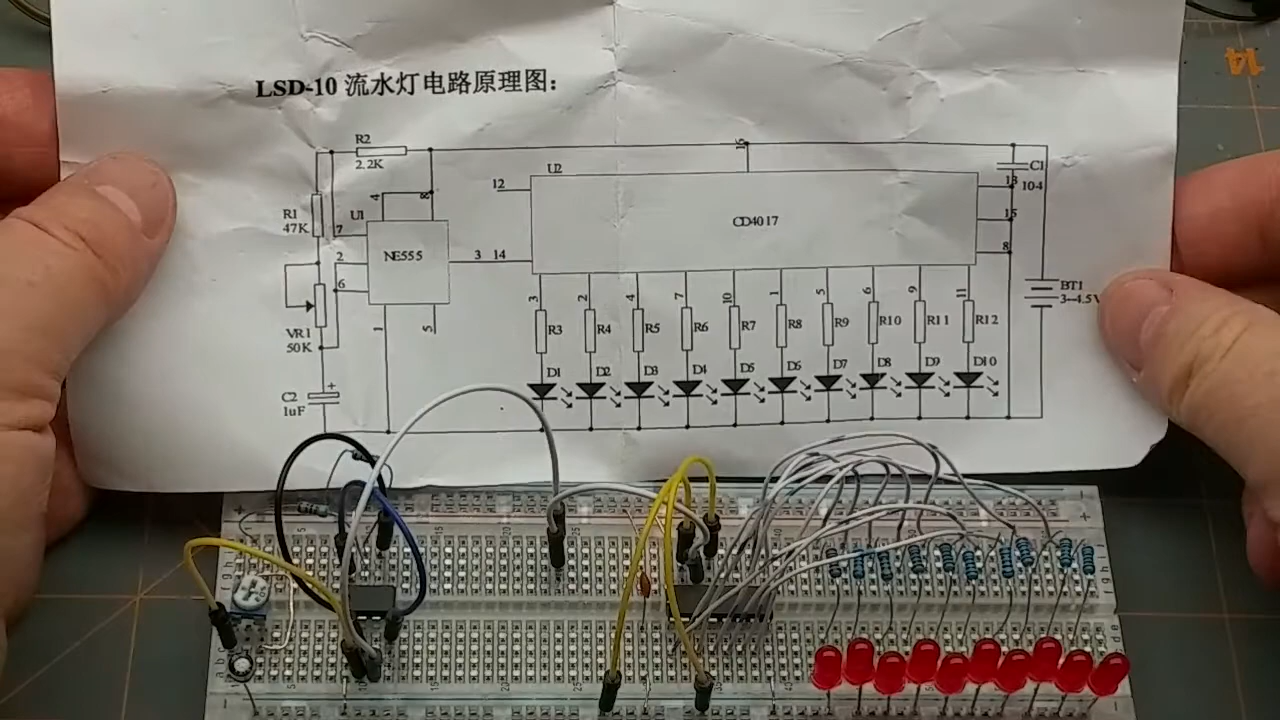 LSD-10 流水灯电路原理图:
R2
2.2K
16
C1
104
U2
12
13
4
8
R1
47K
U1
7
CD4017
15
2
NE555
3 14
8
6
BT1
3--4.5V
3
2
4
7
10
1
5
6
9
11
VR1
50K
1
5
R3
R4
R5
R6
R7
R8
R9
R10
R11
R12
D1
D2
D3
D4
D5
D6
D7
D8
D9
D10
C2
1uF
+
14